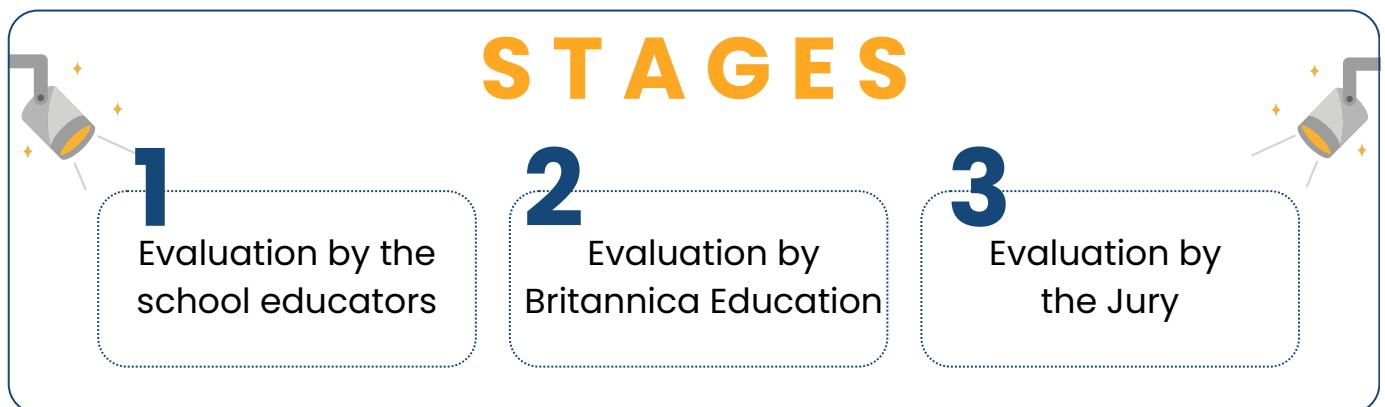 STAGES
1
Evaluation by the
school educators
2
Evaluation by
Britannica Education
3
Evaluation by
the Jury